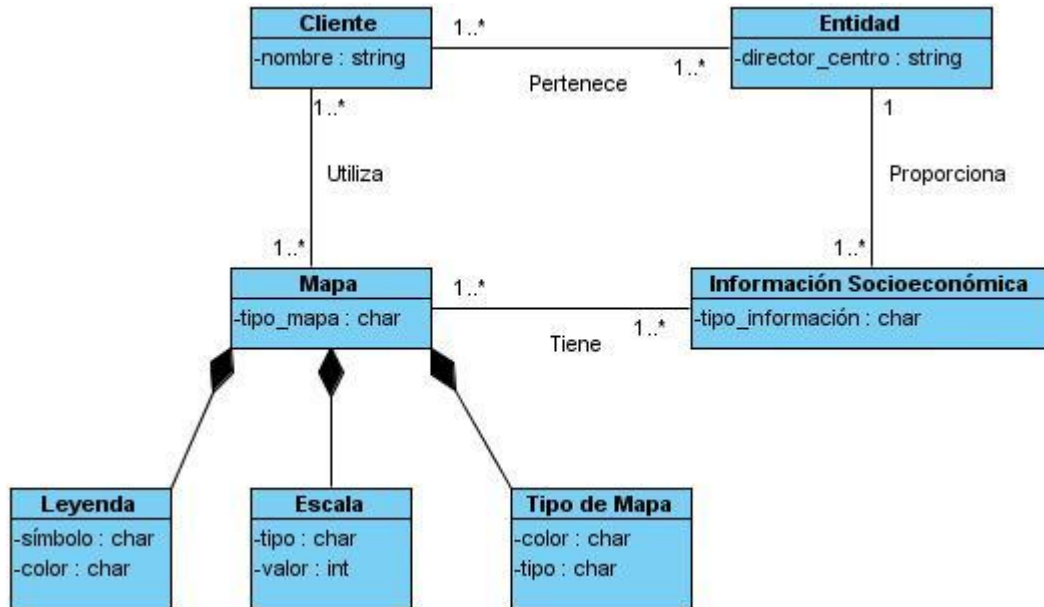 Cliente
-nombre : string
1..*
Pertenece
1..*
Entidad
-director_centro : string
1..*
Utiliza
1..*
1
Proporciona
1..*
Mapa
-tipo_mapa : char
1..*
Tiene
1..*
Información Socioeconómica
-tipo_información : char
Leyenda
-símbolo : char
-color : char
Escala
-tipo : char
-valor : int
Tipo de Mapa
-color : char
-tipo : char